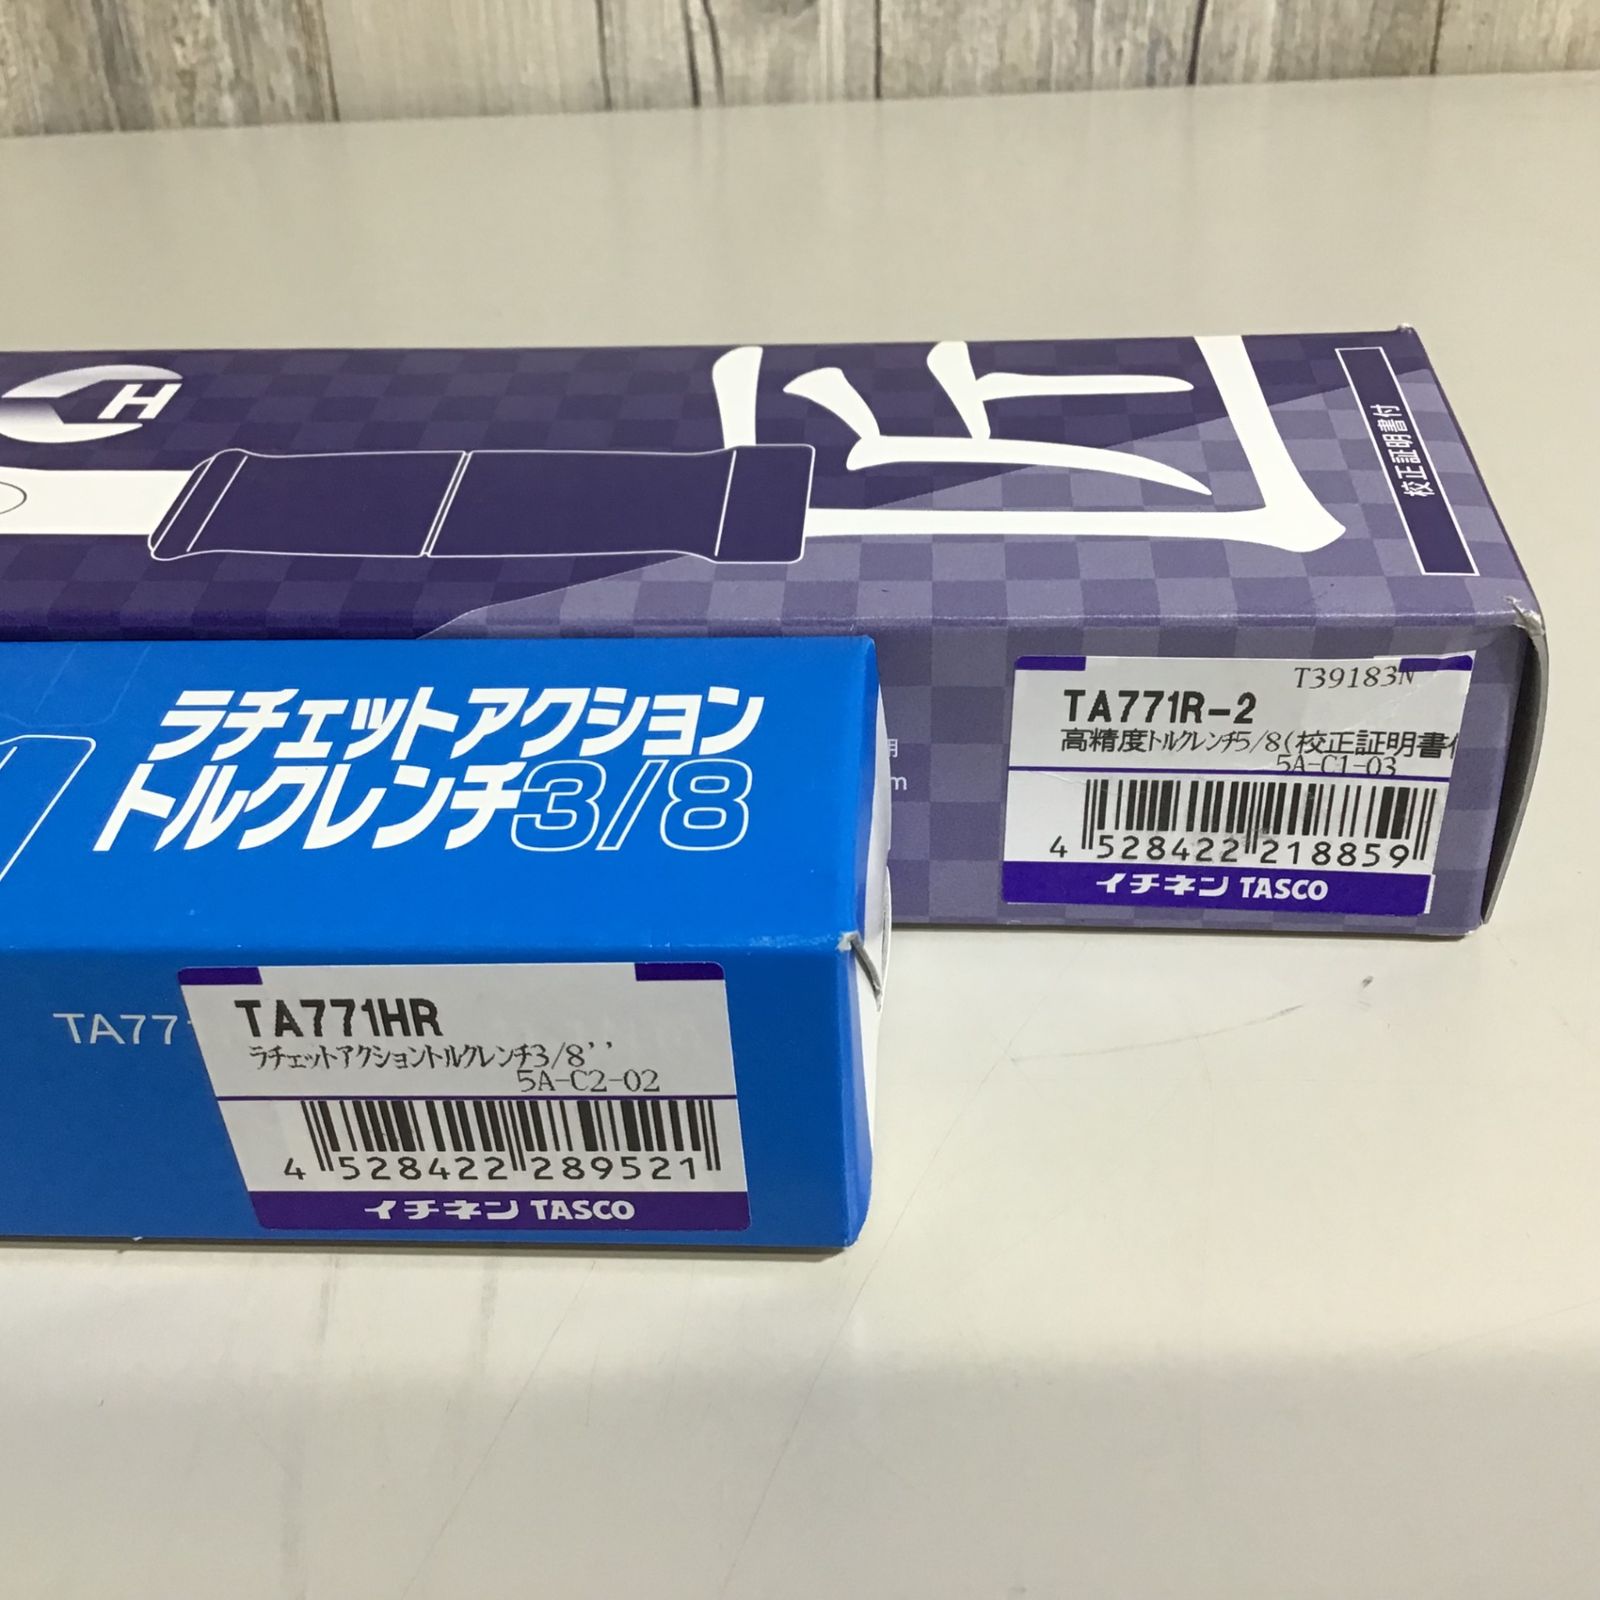 H
匠
校正証明書付
T39183N
TA771R-2
高精度トルクレンチ5/8(校正証明書
5A-C1-03
4 528422 218859
イチネン TASCO
ラチェットアクション
トルクレンチ3/8
TA77
TA771HR
ラチェットアクショントルクレンチ3/8''
5A-C2-02
4 528422 289521
イチネン TASCO